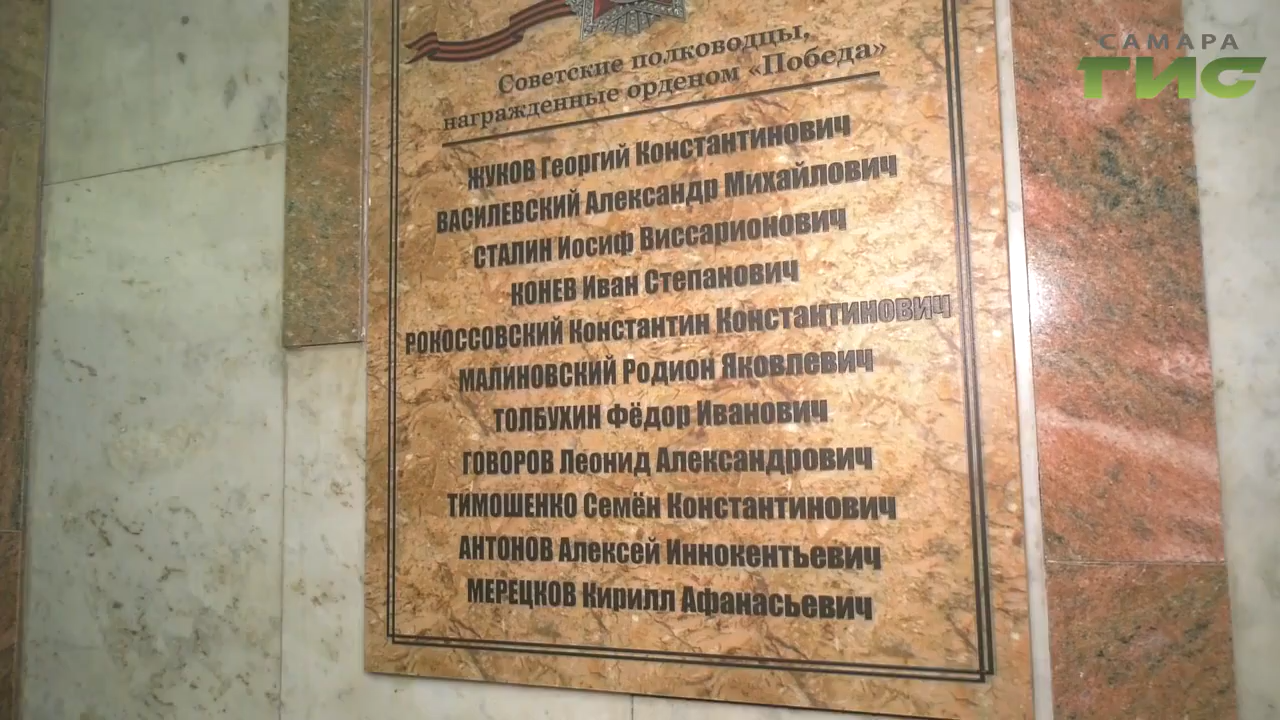 САМАРА
ГИС
Советские полководцы,
награжденные орденом «Победа»
ЖУКОВ Георгий Константинович
ВАСИЛЕВСКИЙ Александр Михайлович
СТАЛИН Иосиф Виссарионович
КОНЕВ Иван Степанович
РОКОССОВСКИЙ Константин Константинович
МАЛИНОВСКИЙ Родион Яковлевич
ТОЛБУХИН Фёдор Иванович
ГОВОРОВ Леонид Александрович
ТИМОШЕНКО Семён Константинович
АНТОНОВ Алексей Иннокентьевич
МЕРЕЦКОВ Кирилл Афанасьевич